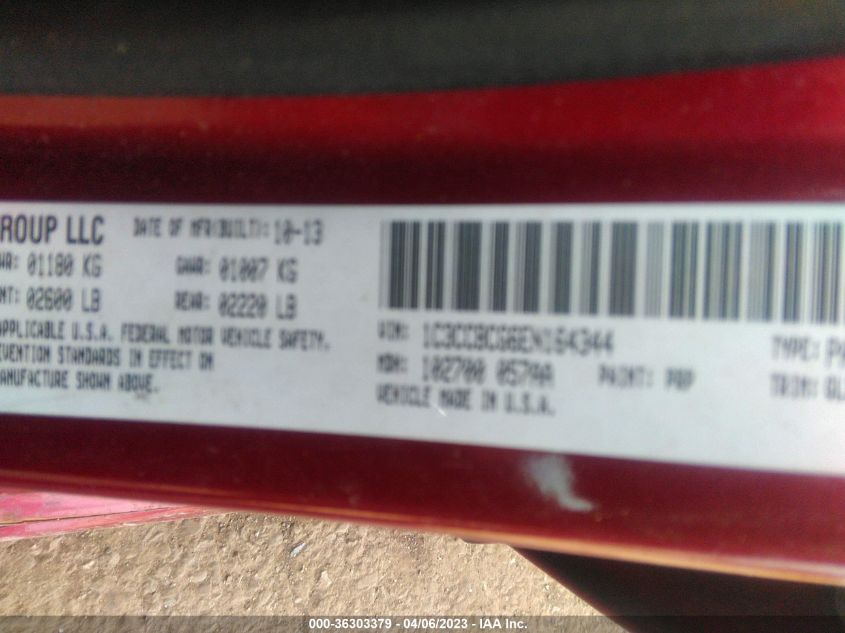 ROUP LLC DATE OF MFR(BUILT): 10-13
WR: 01180 KG GAWR: 01007 KG
NT: 02600 LB REAR: 02220 LB
APPLICABLE U.S.A. FEDERAL MOTOR VEHICLE SAFETY,
EVENTION STANDARDS IN EFFECT ON
ANUFACTURE SHOWN ABOVE.
VIN: 1C3CCBCG6EN164344 TYPE:
MDH: 102700 057AA PAINT: PRP TRIM:
VEHICLE MADE IN U.S.A.
000-36303379 - 04/06/2023 - IAA Inc.